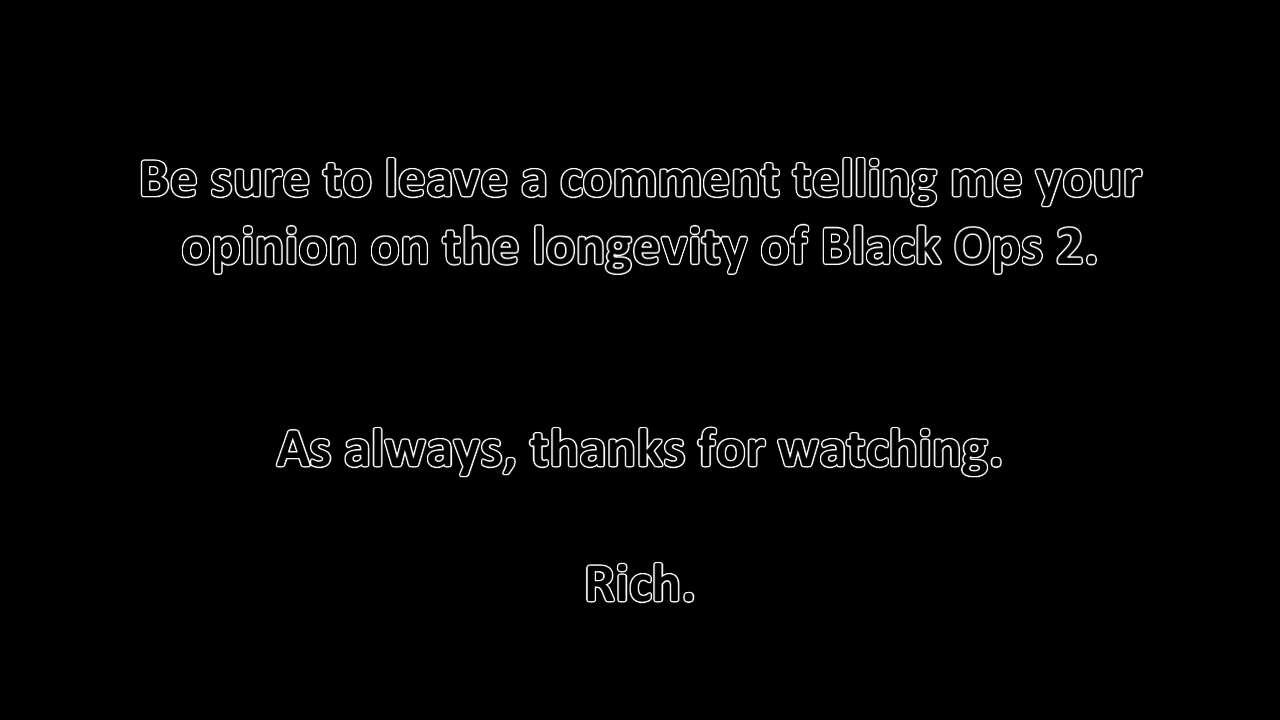 Be sure to leave a comment telling me your
opinion on the longevity of Black Ops 2.
As always, thanks for watching.
Rich.